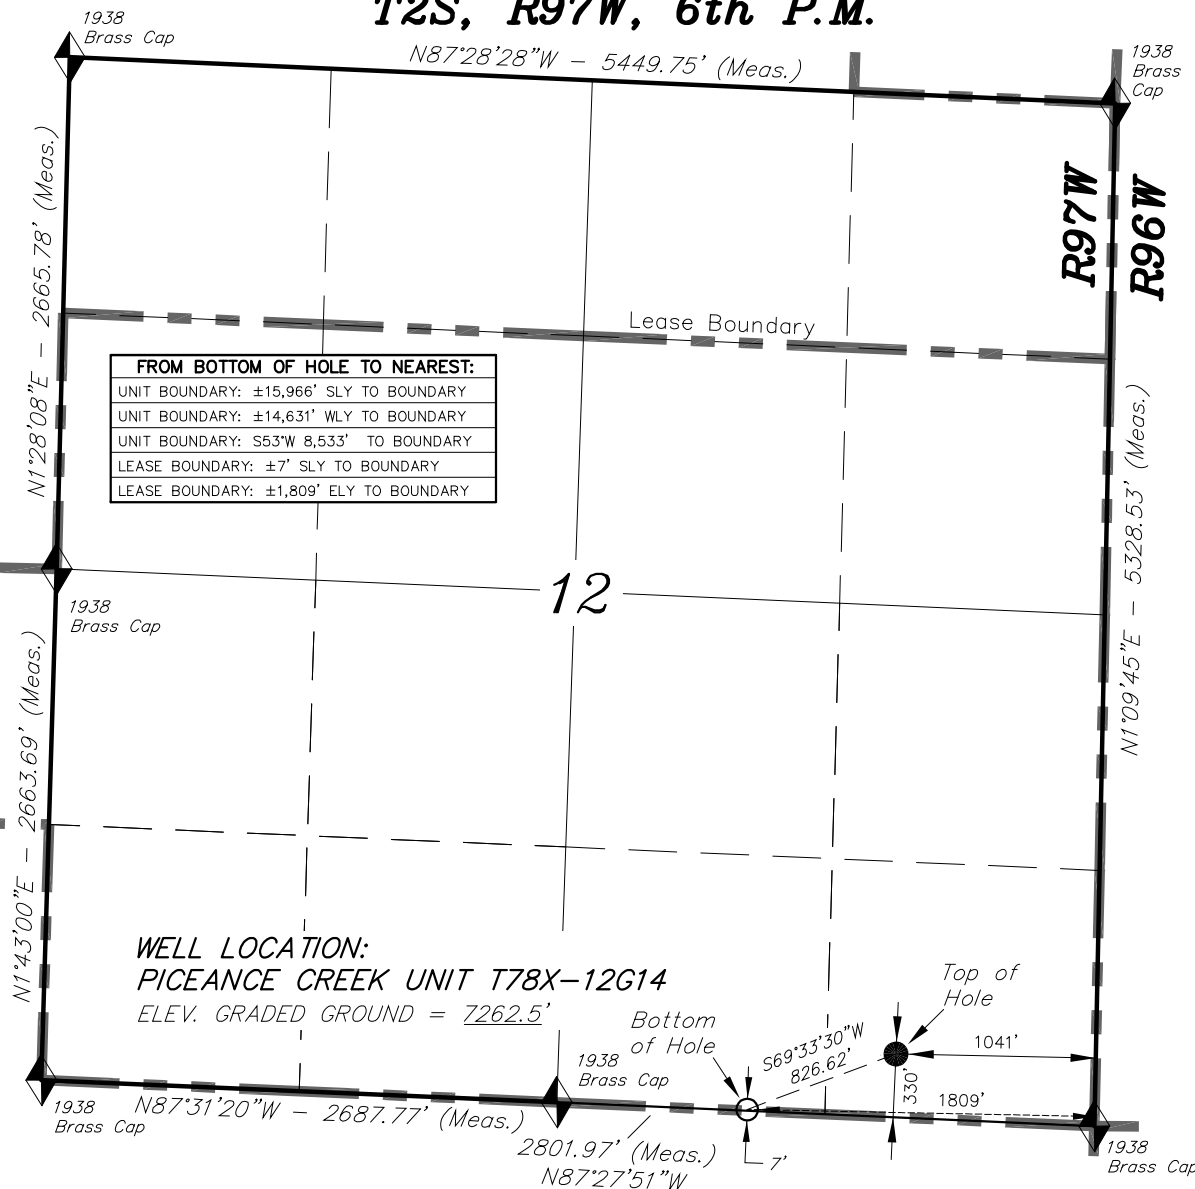 T2S, R97W, 6th P.M.
1938
Brass Cap
N87°28'28"W - 5449.75' (Meas.)
1938
Brass
Cap
N1°28'08"E - 2665.78' (Meas.)
R97W
R96W
Lease Boundary
FROM BOTTOM OF HOLE TO NEAREST:
UNIT BOUNDARY: ±15,966' SLY TO BOUNDARY
UNIT BOUNDARY: ±14,631' WLY TO BOUNDARY
UNIT BOUNDARY: S53°W 8,533' TO BOUNDARY
LEASE BOUNDARY: ±7' SLY TO BOUNDARY
LEASE BOUNDARY: ±1,809' ELY TO BOUNDARY
N1°09'45"E - 5328.53' (Meas.)
12
1938
Brass Cap
N1°43'00"E - 2663.69' (Meas.)
WELL LOCATION:
PICEANCE CREEK UNIT T78X-12G14
ELEV. GRADED GROUND = 7262.5'
Top of
Hole
Bottom
of Hole
S69°33'30"W
826.62'
1041'
330'
1809'
1938
Brass Cap
1938
Brass Cap
N87°31'20"W - 2687.77' (Meas.)
2801.97' (Meas.)
N87°27'51"W
7'
1938
Brass Cap